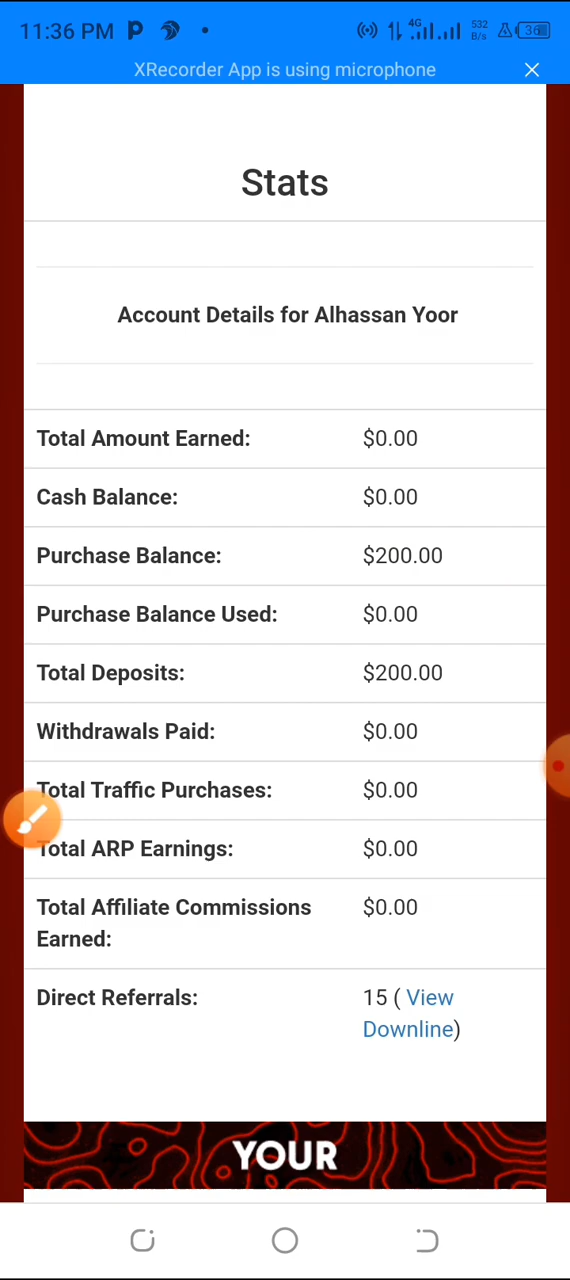 11:36 PM
4G
532 B/s
36
XRecorder App is using microphone
Stats
Account Details for Alhassan Yoor
Total Amount Earned: $0.00
Cash Balance: $0.00
Purchase Balance: $200.00
Purchase Balance Used: $0.00
Total Deposits: $200.00
Withdrawals Paid: $0.00
Total Traffic Purchases: $0.00
Total ARP Earnings: $0.00
Total Affiliate Commissions $0.00
Earned:
Direct Referrals: 15 ( View
Downline)
YOUR